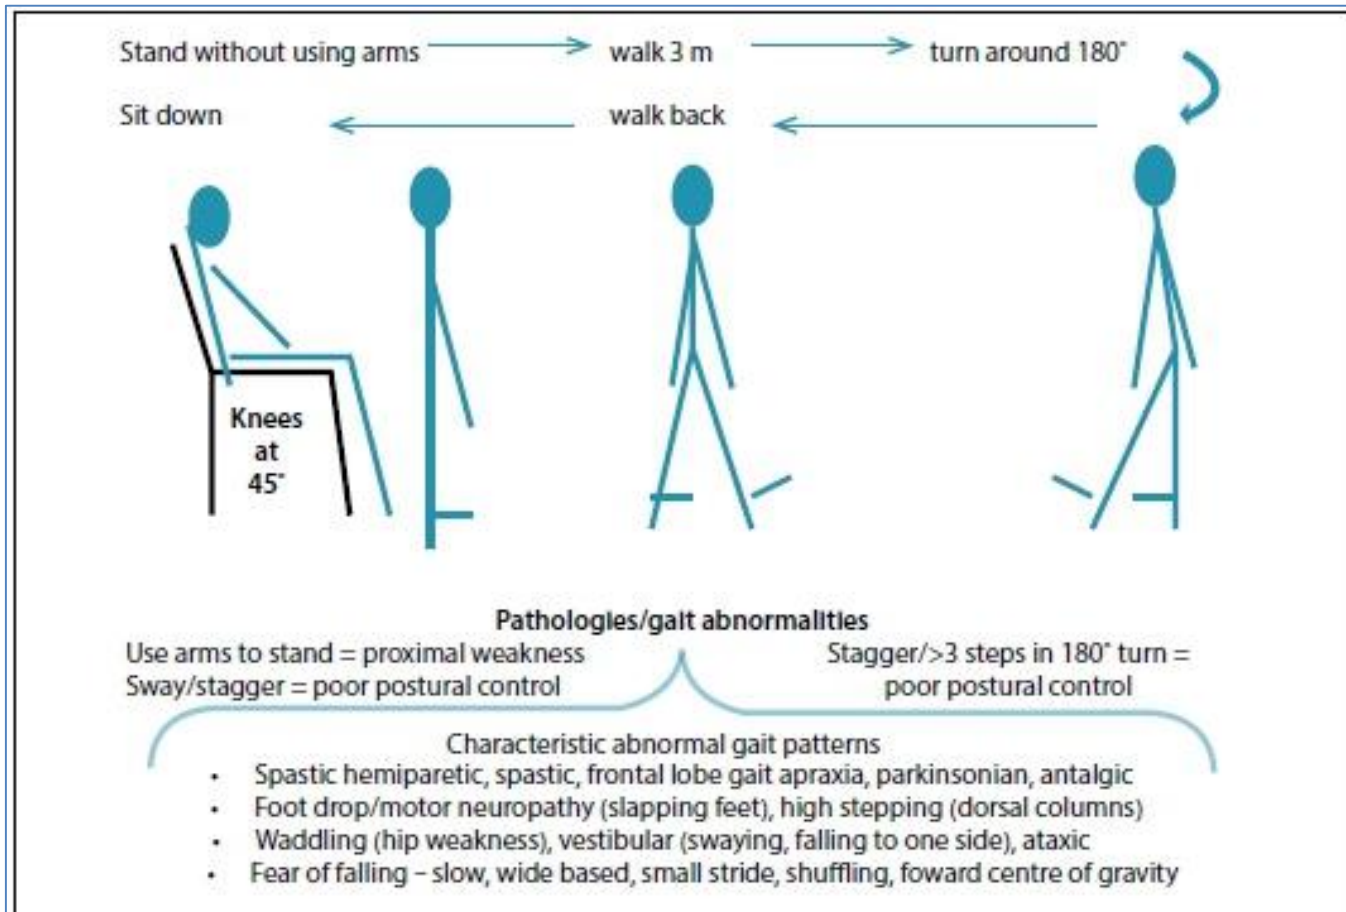 Stand without using arms walk 3 m turn around 180°
Sit down walk back
Knees
at
45°
Pathologies/gait abnormalities
Use arms to stand = proximal weakness
Sway/stagger = poor postural control
Stagger/>3 steps in 180° turn =
poor postural control
Characteristic abnormal gait patterns
• Spastic hemiparetic, spastic, frontal lobe gait apraxia, parkinsonian, antalgic
• Foot drop/motor neuropathy (slapping feet), high stepping (dorsal columns)
• Waddling (hip weakness), vestibular (swaying, falling to one side), ataxic
• Fear of falling – slow, wide based, small stride, shuffling, foward centre of gravity